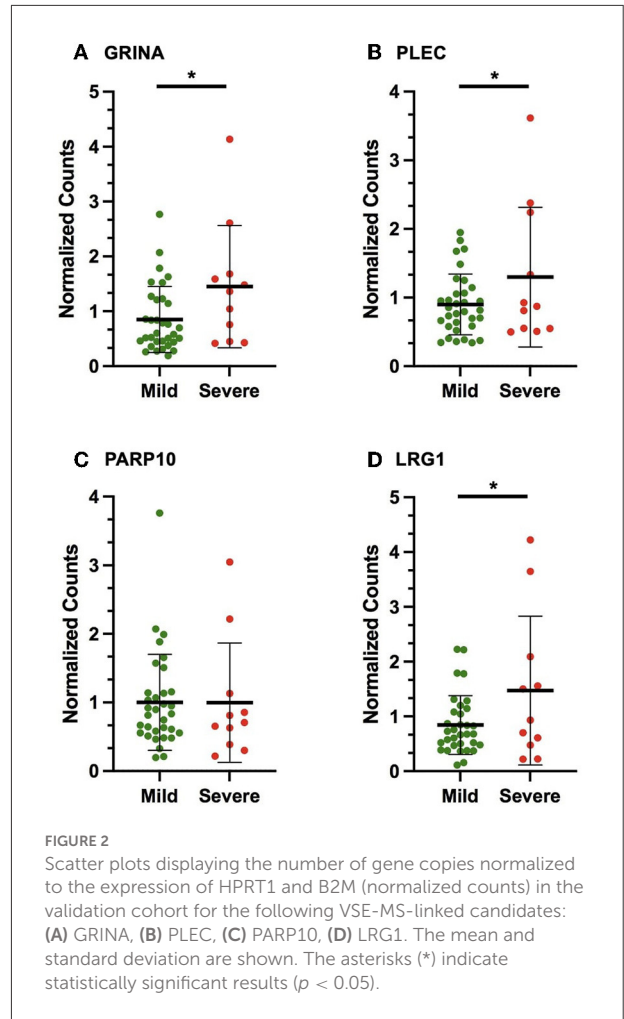 A GRINA
*
Normalized Counts
5
4
3
2
1
0
Mild Severe
B PLEC
*
Normalized Counts
4
3
2
1
0
Mild Severe
C PARP10
Normalized Counts
4
3
2
1
0
Mild Severe
D LRG1
*
Normalized Counts
5
4
3
2
1
0
Mild Severe
FIGURE 2
Scatter plots displaying the number of gene copies normalized
to the expression of HPRT1 and B2M (normalized counts) in the
validation cohort for the following VSE-MS-linked candidates:
(A) GRINA, (B) PLEC, (C) PARP10, (D) LRG1. The mean and
standard deviation are shown. The asterisks (*) indicate
statistically significant results (p < 0.05).